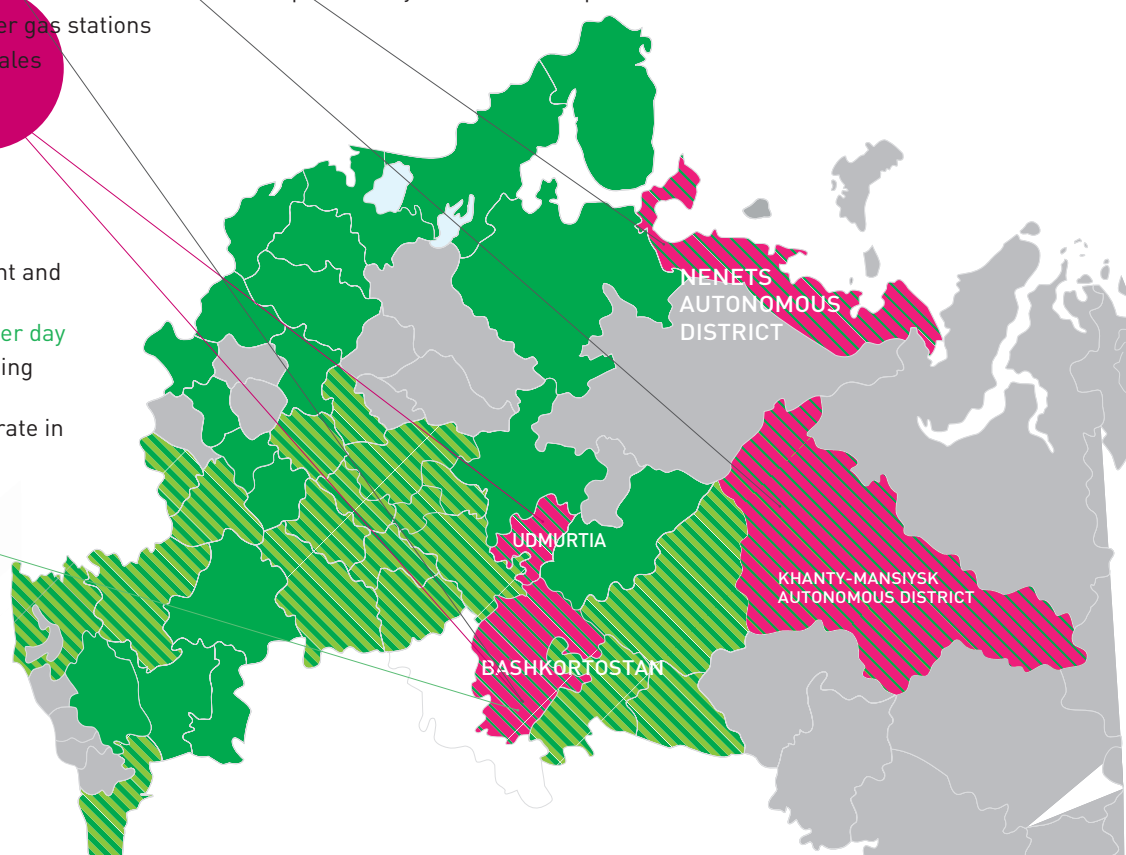 gas stations
ales
nt and
er day
ing
rate in
NENETS
AUTONOMOUS
DISTRICT
UDMURTIA
KHANTY-MANSIYSK
AUTONOMOUS DISTRICT
BASHKORTOSTAN